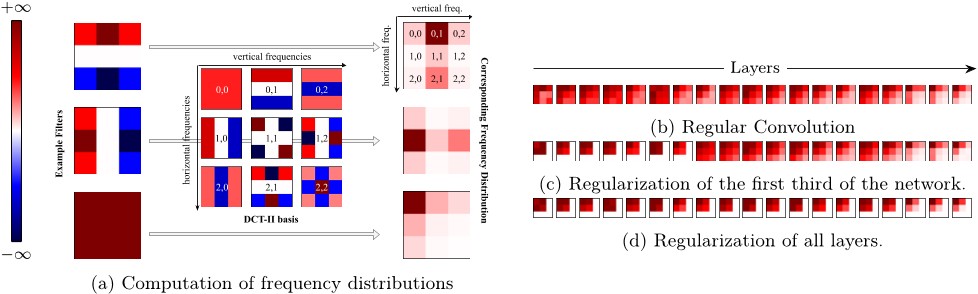 +∞
−∞
Example Filters
vertical frequencies
horizontal frequencies
0,0 0,1 0,2
1,0 1,1 1,2
2,0 2,1 2,2
DCT-II basis
vertical freq.
horizontal freq.
0,0 0,1 0,2
1,0 1,1 1,2
2,0 2,1 2,2
Corresponding Frequency Distribution
(a) Computation of frequency distributions
Layers
(b) Regular Convolution
(c) Regularization of the first third of the network.
(d) Regularization of all layers.